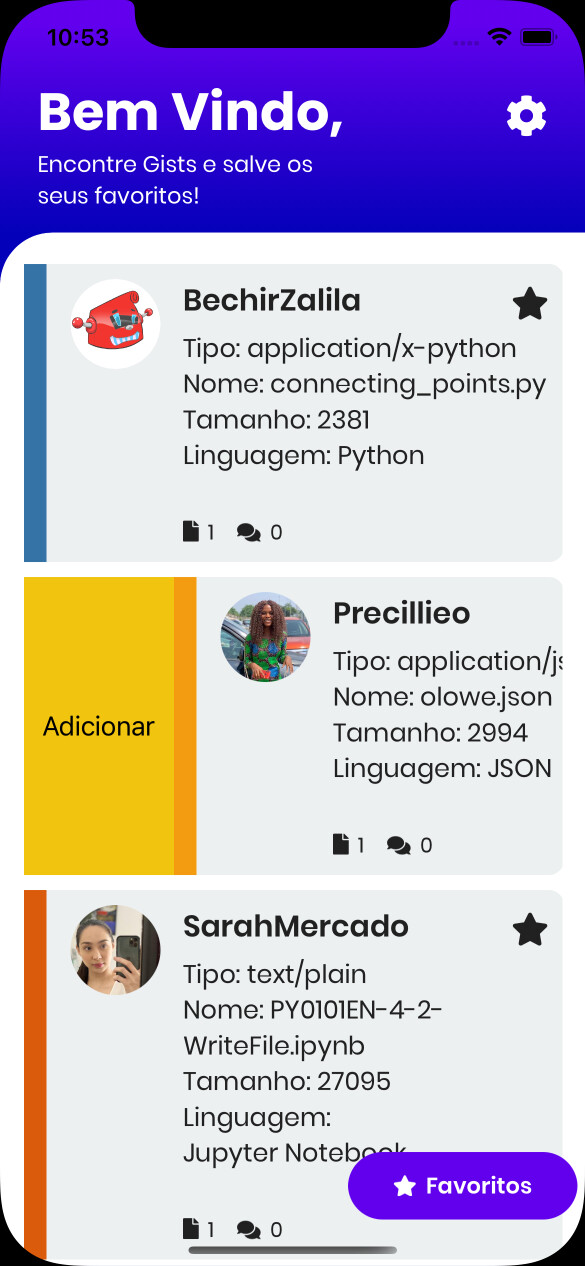 10:53
Bem Vindo,
Encontre Gists e salve os
seus favoritos!
BechirZalila
Tipo: application/x-python
Nome: connecting_points.py
Tamanho: 2381
Linguagem: Python
1 0
Adicionar
Precillieo
Tipo: application/js
Nome: olowe.json
Tamanho: 2994
Linguagem: JSON
1 0
SarahMercado
Tipo: text/plain
Nome: PY0101EN-4-2-
WriteFile.ipynb
Tamanho: 27095
Linguagem:
Jupyter Notebook
Favoritos
1 0